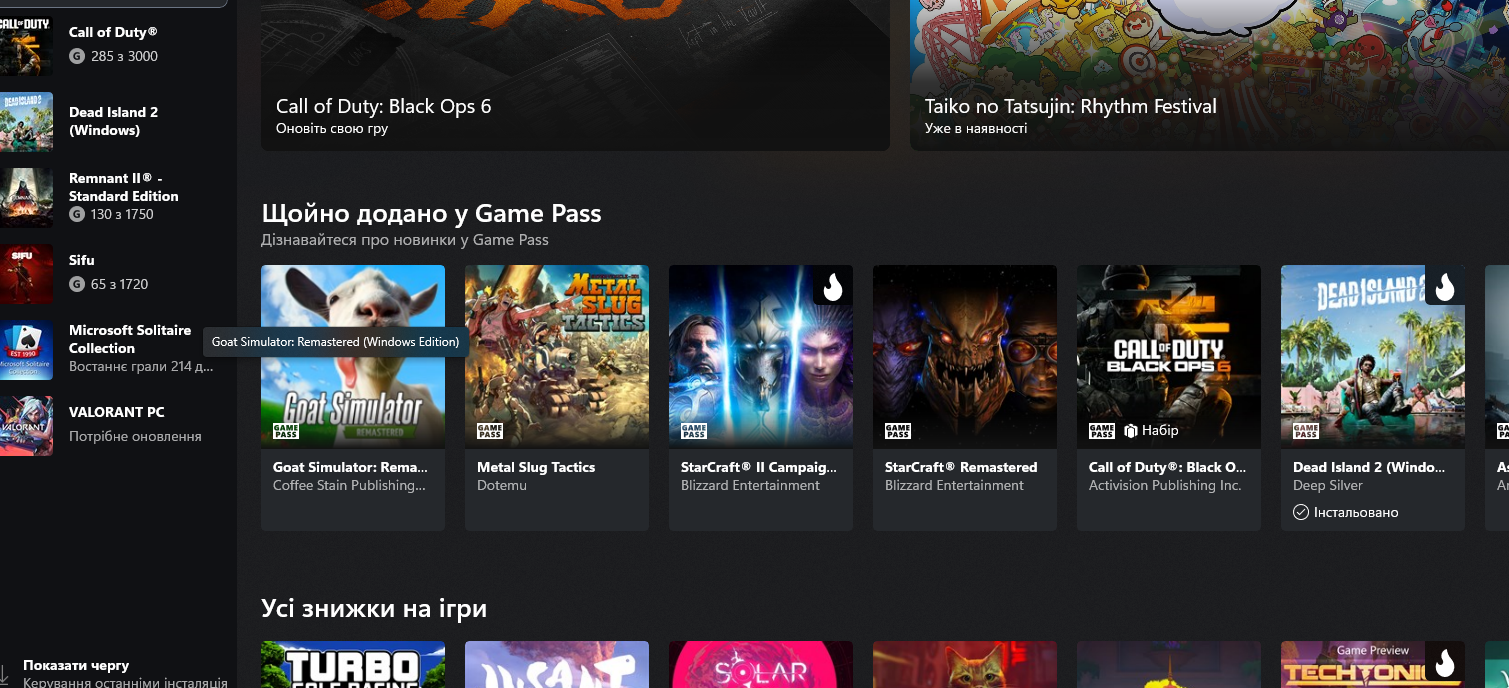 Call of Duty®
285 з 3000
Dead Island 2
(Windows)
Remnant II® -
Standard Edition
130 з 1750
Sifu
65 з 1720
Microsoft Solitaire
Collection
Востаннє грали 214 д...
VALORANT PC
Потрібне оновлення
Показати чергу
Керування останніми інсталяція
Call of Duty: Black Ops 6
Оновіть свою гру
Taiko no Tatsujin: Rhythm Festival
Уже в наявності
Щойно додано у Game Pass
Дізнавайтеся про новинки у Game Pass
Goat Simulator: Remastered (Windows Edition)
Goat Simulator
REMASTERED
GAME
PASS
Goat Simulator: Rema...
Coffee Stain Publishing...
METAL
SLUG
TACTICS
GAME
PASS
Metal Slug Tactics
Dotemu
GAME
PASS
StarCraft® II Campaig...
Blizzard Entertainment
GAME
PASS
StarCraft® Remastered
Blizzard Entertainment
CALL OF DUTY
BLACK OPS 6
GAME
PASS
Набір
Call of Duty®: Black O...
Activision Publishing Inc.
DEAD ISLAND 2
GAME
PASS
Dead Island 2 (Windo...
Deep Silver
Інстальовано
Усі знижки на ігри
TURBO
SOLAR
Game Preview
TECHTONIC